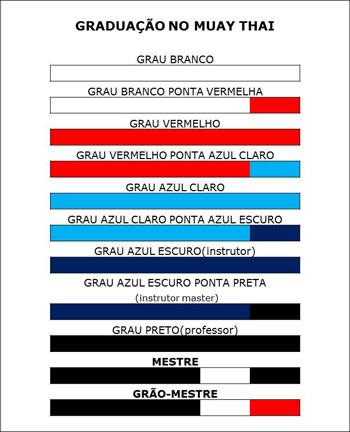 GRADUAÇÃO NO MUAY THAI
GRAU BRANCO
GRAU BRANCO PONTA VERMELHA
GRAU VERMELHO
GRAU VERMELHO PONTA AZUL CLARO
GRAU AZUL CLARO
GRAU AZUL CLARO PONTA AZUL ESCURO
GRAU AZUL ESCURO(instrutor)
GRAU AZUL ESCURO PONTA PRETA
(instrutor master)
GRAU PRETO(professor)
MESTRE
GRÃO-MESTRE